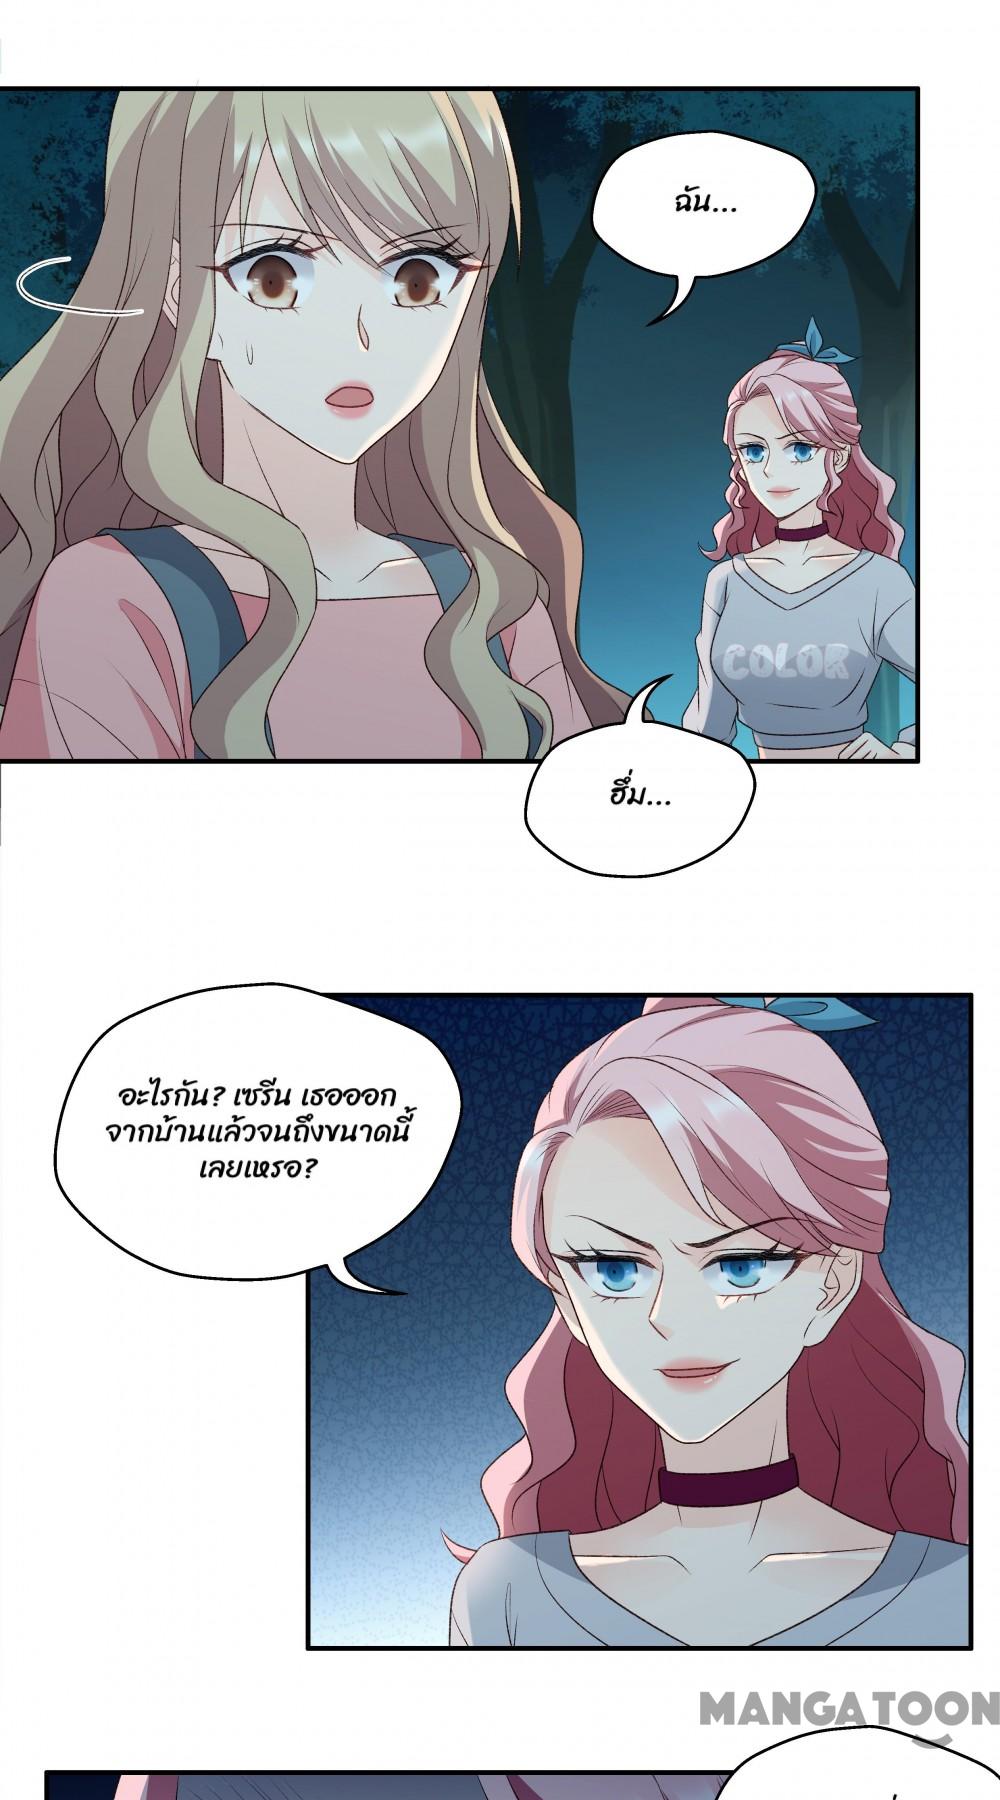 ฉัน...
COLOR
ฮึ่ม...
อะไรกัน? เซรีน เธอออก
จากบ้านแล้วจนถึงขนาดนี้
เลยเหรอ?
MANGATOON